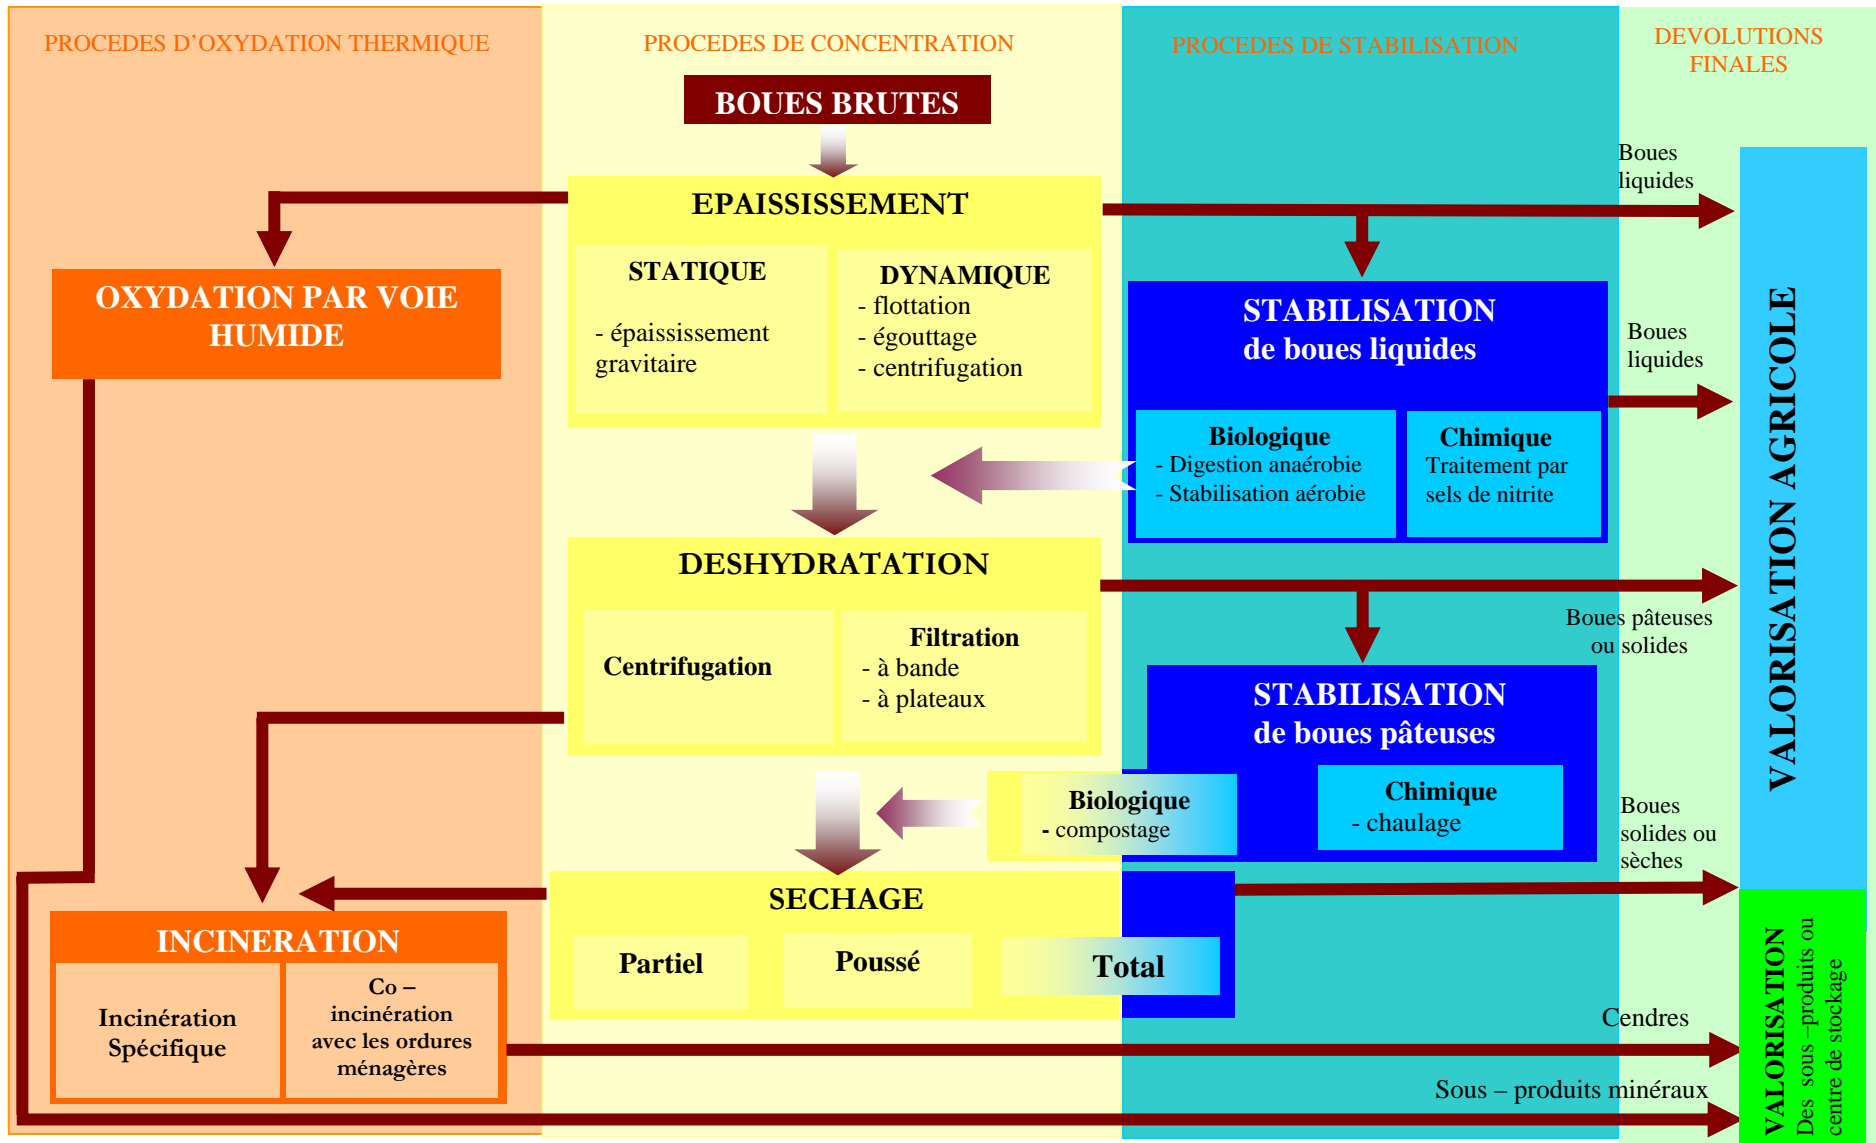 PROCEDES D’OXYDATION THERMIQUE
PROCEDES DE CONCENTRATION
PROCEDES DE STABILISATION
DEVOLUTIONS
FINALES
BOUES BRUTES
EPAISSISSEMENT
STATIQUE
- épaississement
gravitaire
DYNAMIQUE
- flottation
- égouttage
- centrifugation
Boues
liquides
OXYDATION PAR VOIE
HUMIDE
STABILISATION
de boues liquides
Biologique
- Digestion anaérobie
- Stabilisation aérobie
Chimique
Traitement par
sels de nitrite
Boues
liquides
VALORISATION AGRICOLE
DESHYDRATATION
Centrifugation
Filtration
- à bande
- à plateaux
Boues pâteuses
ou solides
STABILISATION
de boues pâteuses
Biologique
- compostage
Chimique
- chaulage
Boues
solides ou
sèches
SECHAGE
Partiel
Poussé
Total
INCINERATION
Incinération
Spécifique
Co –
incinération
avec les ordures
ménagères
Cendres
Sous – produits minéraux
VALORISATION
Des sous –produits ou
centre de stockage